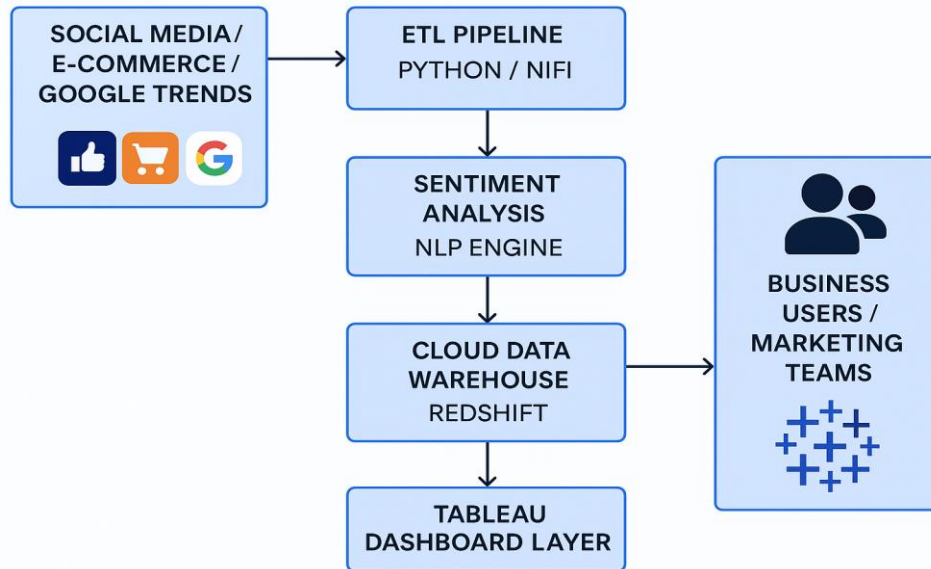 SOCIAL MEDIA /
E-COMMERCE /
GOOGLE TRENDS
ETL PIPELINE
PYTHON / NIFI
SENTIMENT
ANALYSIS
NLP ENGINE
CLOUD DATA
WAREHOUSE
REDSHIFT
TABLEAU
DASHBOARD LAYER
BUSINESS
USERS /
MARKETING
TEAMS